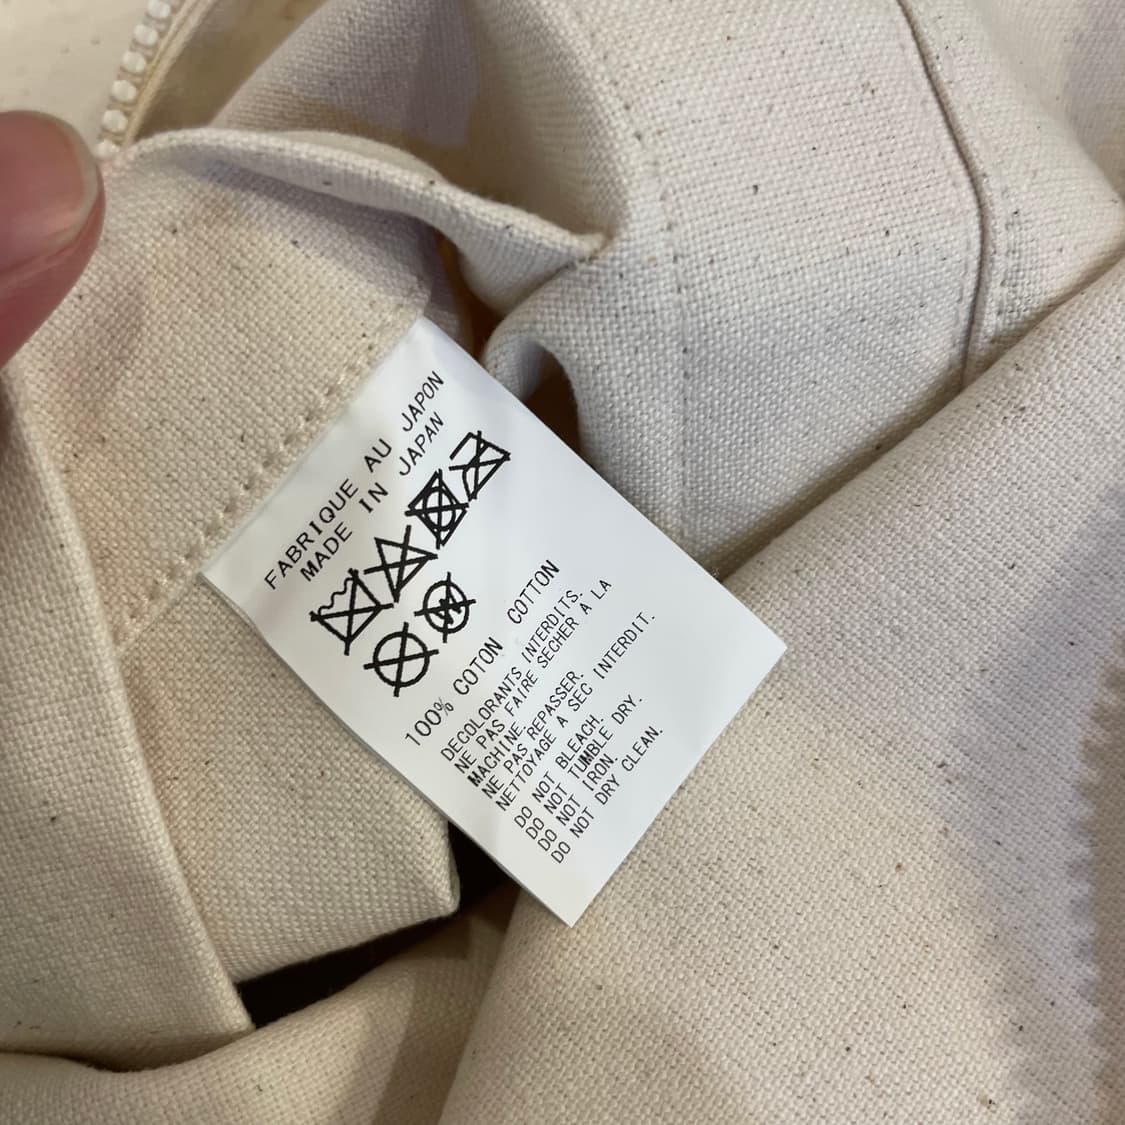 FABRIQUE AU JAPON
MADE IN JAPAN
100% COTON COTTON
DECOLORANTS INTERDITS.
NE PAS FAIRE SECHER A LA
MACHINE.
NE PAS REPASSER.
NETTOYAGE A SEC INTERDIT.
DO NOT BLEACH.
DO NOT TUMBLE DRY.
DO NOT IRON.
DO NOT DRY CLEAN.